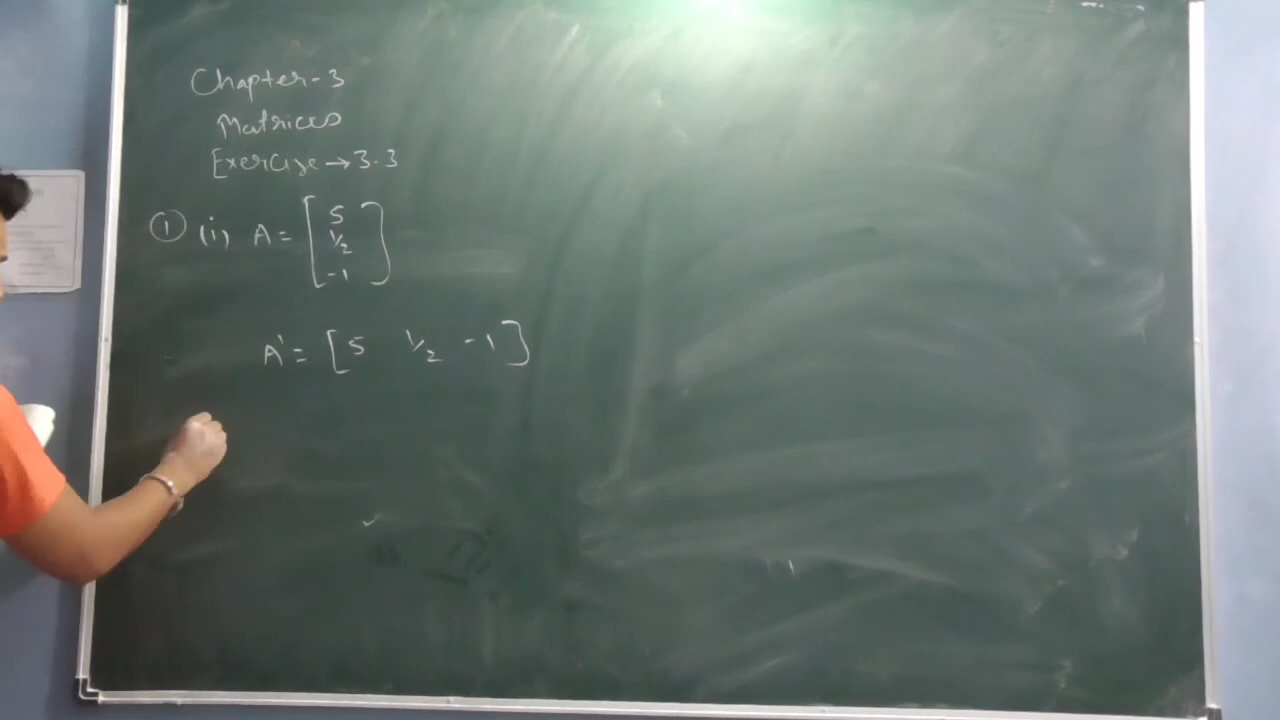 Chapter-3
Matrices
Exercise → 3.3
① (i) A = [5
1/2
-1]
A' = [5 1/2 -1]